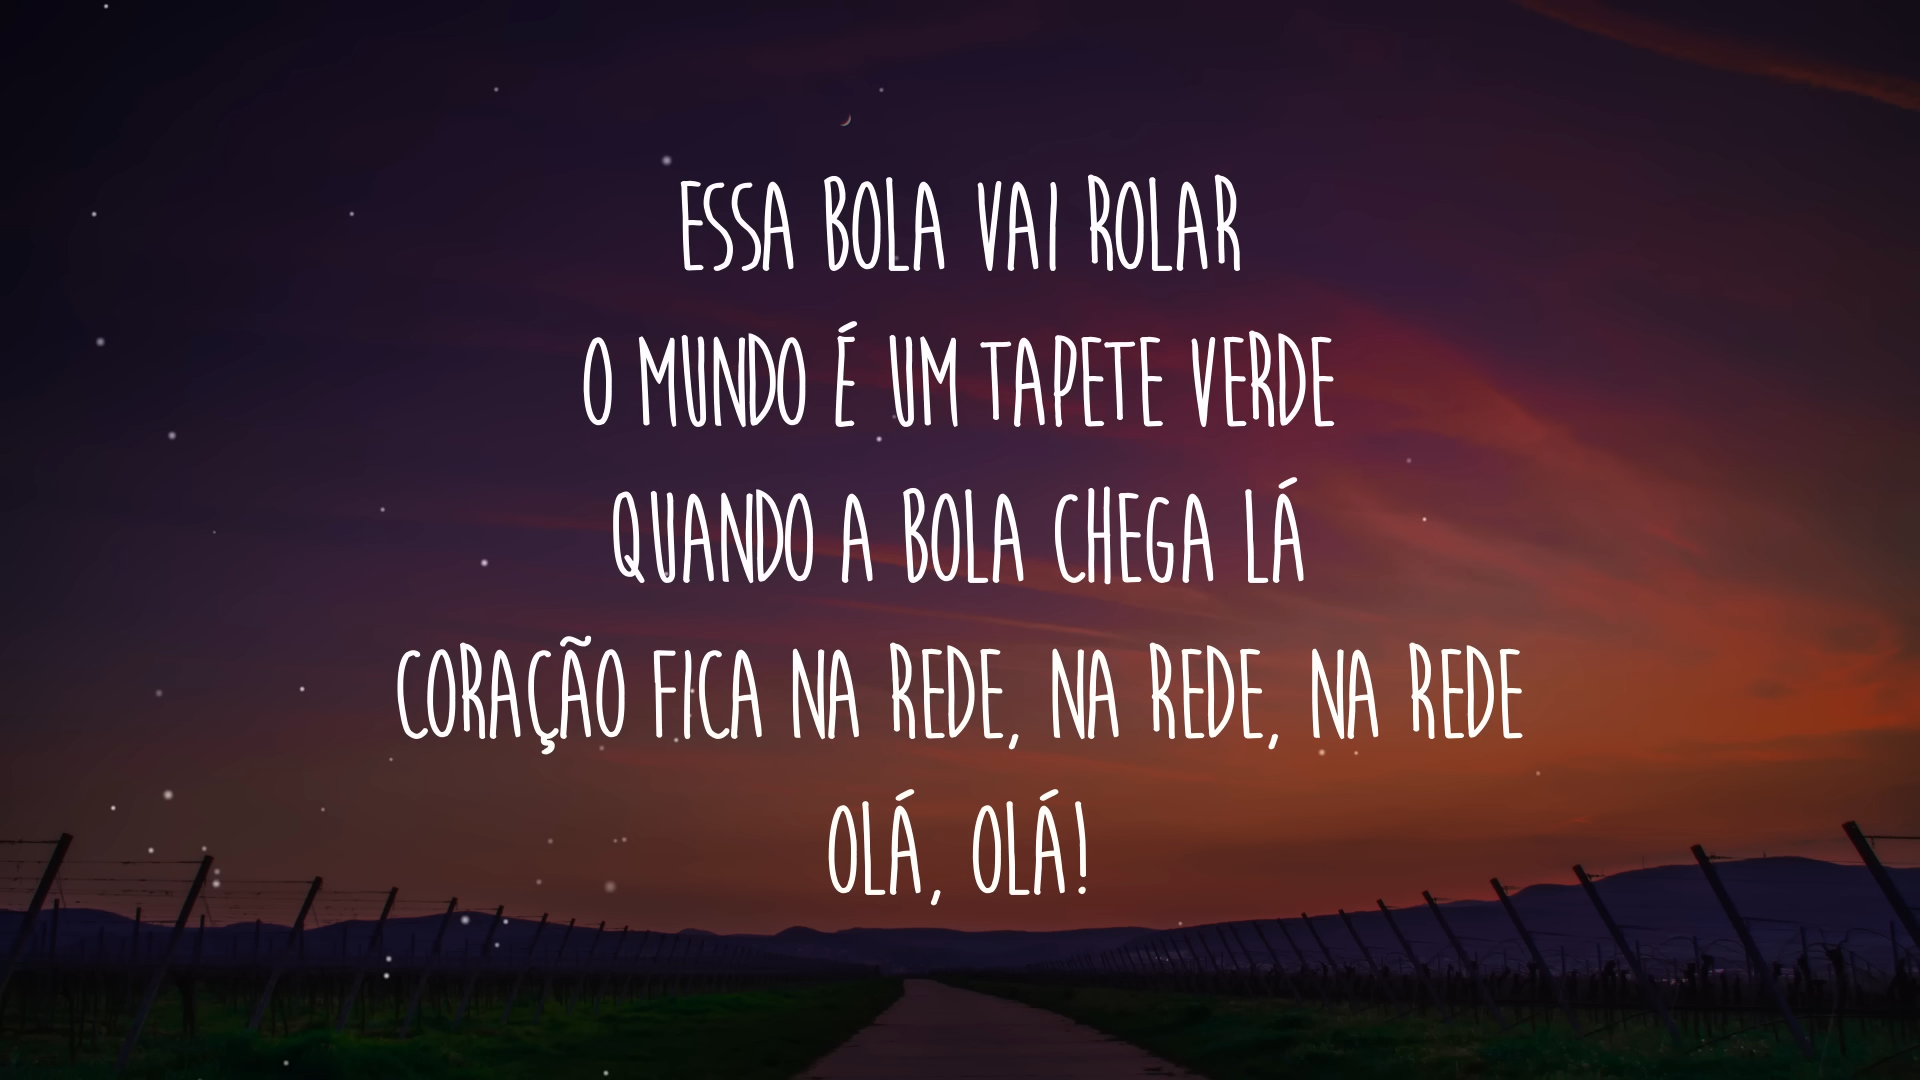 ESSA BOLA VAI ROLAR
O MUNDO É UM TAPETE VERDE
QUANDO A BOLA CHEGA LÁ
CORAÇÃO FICA NA REDE, NA REDE, NA REDE
OLÁ, OLÁ!